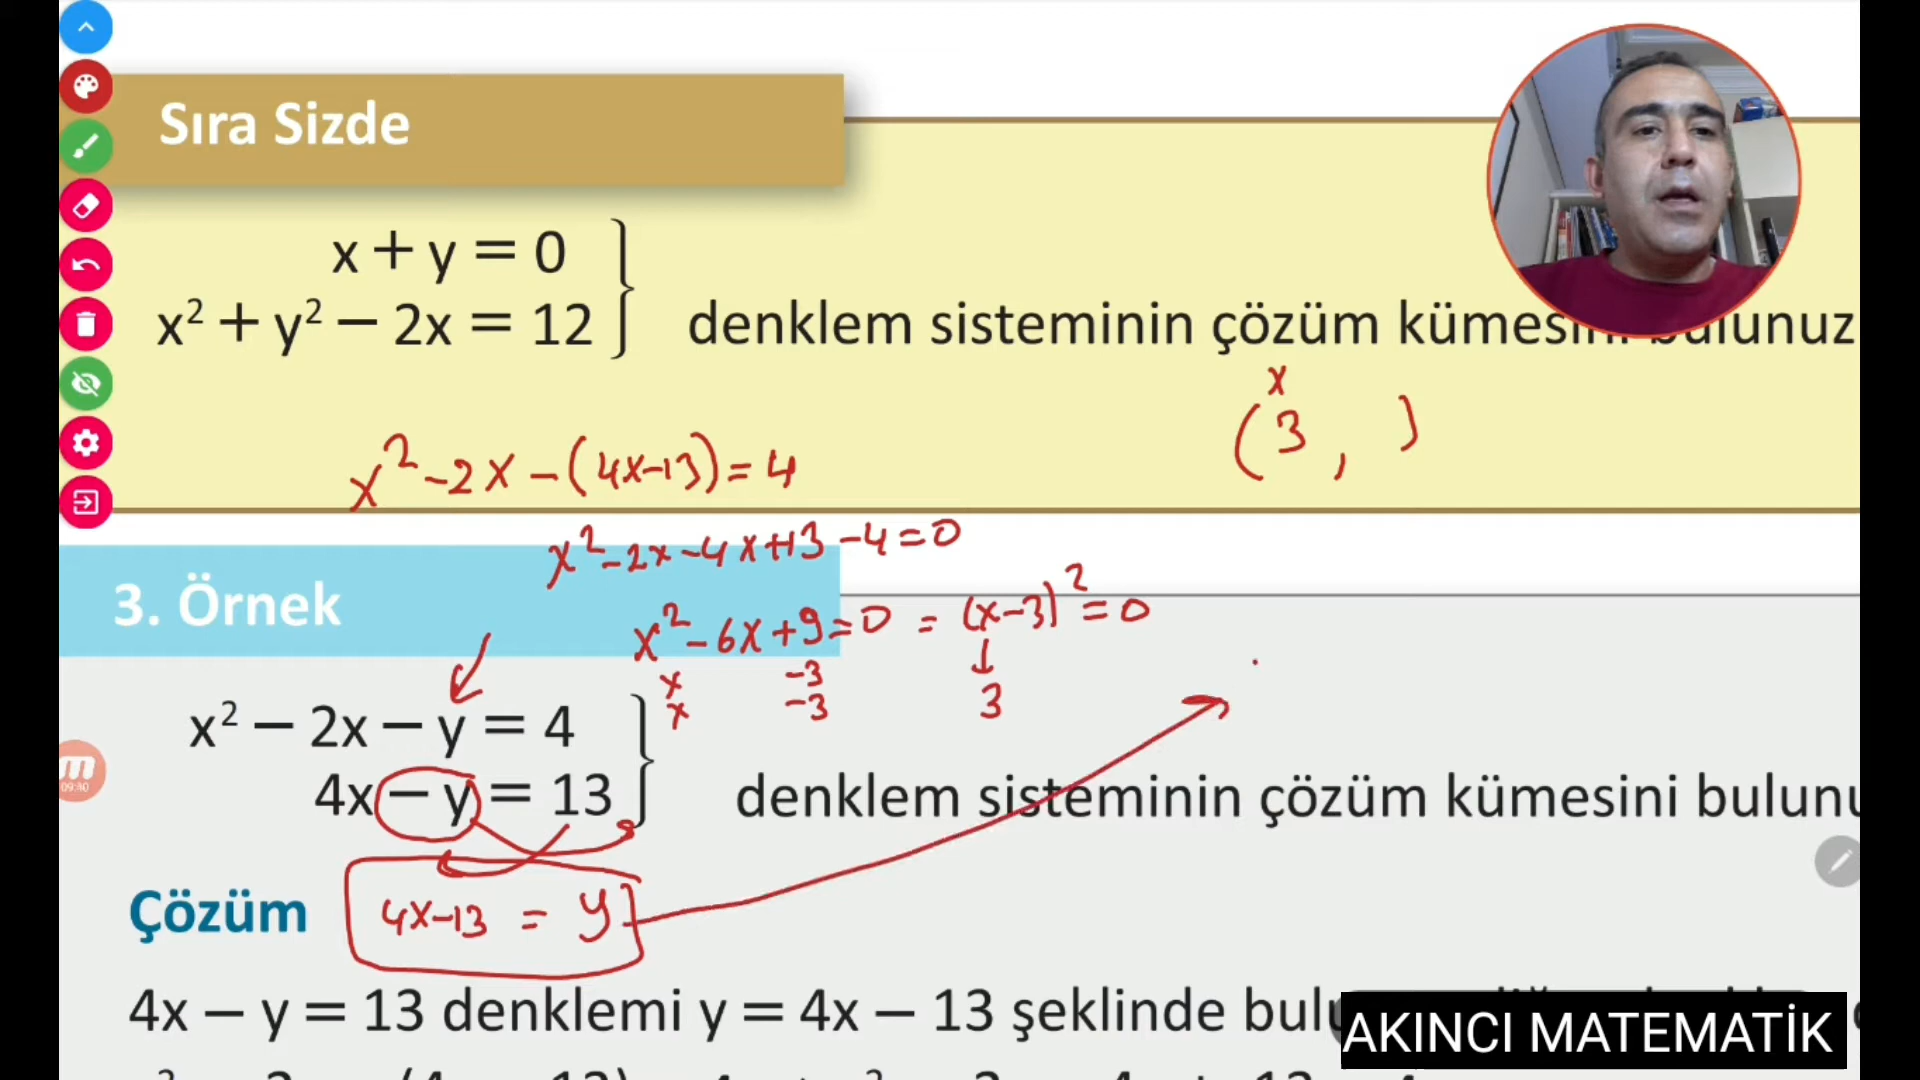 Sıra Sizde
x + y = 0
x² + y² − 2x = 12
denklem sisteminin çözüm kümesini bulunuz
x
(3, )
x²-2x-(4x-13)=4
x²-2x-4x+13-4=0
3. Örnek
x²-6x+9=0 = (x-3)²=0
x -3
x -3
3
x² − 2x − y = 4
4x − y = 13
denklem sisteminin çözüm kümesini
09:40
Çözüm
4x-13 = y
4x − y = 13 denklemi y = 4x − 13 şeklinde
AKINCI MATEMATİK